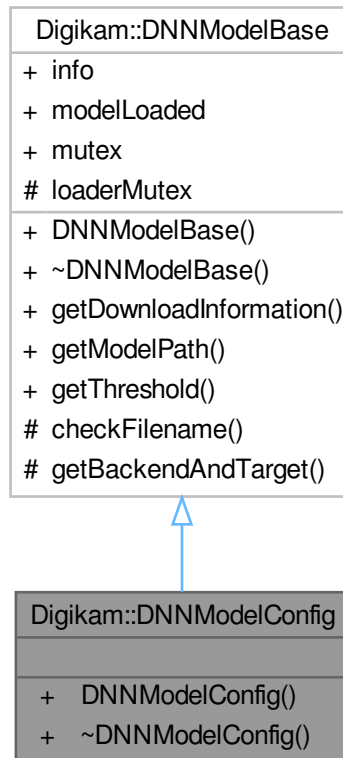 Digikam::DNNModelBase
+ info
+ modelLoaded
+ mutex
# loaderMutex
+ DNNModelBase()
+ ~DNNModelBase()
+ getDownloadInformation()
+ getModelPath()
+ getThreshold()
# checkFilename()
# getBackendAndTarget()
Digikam::DNNModelConfig
+ DNNModelConfig()
+ ~DNNModelConfig()